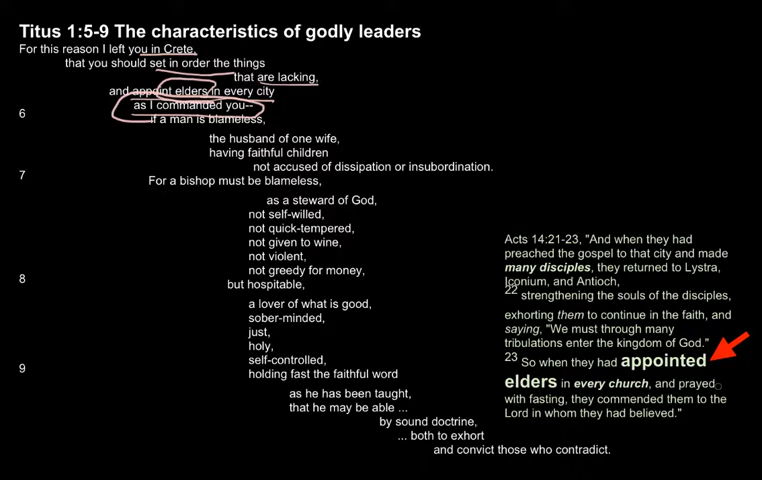 Titus 1:5-9 The characteristics of godly leaders
For this reason I left you in Crete,
that you should set in order the things
that are lacking,
and appoint elders in every city
6
as I commanded you--
if a man is blameless,
the husband of one wife,
having faithful children
not accused of dissipation or insubordination.
7
For a bishop must be blameless,
as a steward of God,
not self-willed,
not quick-tempered,
not given to wine,
not violent,
not greedy for money,
8
but hospitable,
a lover of what is good,
sober-minded,
just,
holy,
self-controlled,
9
holding fast the faithful word
as he has been taught,
that he may be able ...
by sound doctrine,
... both to exhort
and convict those who contradict.
Acts 14:21-23, "And when they had
preached the gospel to that city and made
many disciples, they returned to Lystra,
Iconium, and Antioch,
22 strengthening the souls of the disciples,
exhorting them to continue in the faith, and
saying, "We must through many
tribulations enter the kingdom of God."
23 So when they had appointed
elders in every church, and prayed
with fasting, they commended them to the
Lord in whom they had believed."